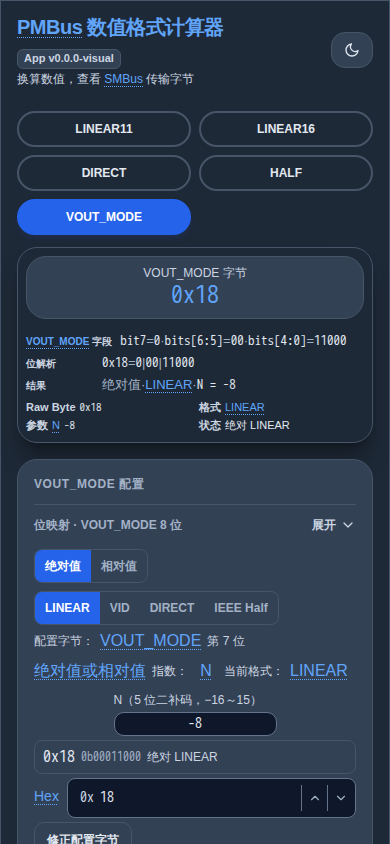 PMBus 数值格式计算器
App v0.0.0-visual
换算数值，查看 SMBus 传输字节
LINEAR11
LINEAR16
DIRECT
HALF
VOUT_MODE
VOUT_MODE 字节
0x18
VOUT_MODE 字段 bit7=0·bits[6:5]=00·bits[4:0]=11000
位解析 0x18=0|00|11000
结果 绝对值·LINEAR·N = -8
Raw Byte 0x18
格式 LINEAR
参数 N -8
状态 绝对 LINEAR
VOUT_MODE 配置
位映射 · VOUT_MODE 8 位
展开
绝对值 相对值
LINEAR VID DIRECT IEEE Half
配置字节： VOUT_MODE 第 7 位
绝对值或相对值 指数： N 当前格式： LINEAR
N（5 位二补码，−16～15）
-8
0x18 0b00011000 绝对 LINEAR
Hex 0x 18
修正配置字节